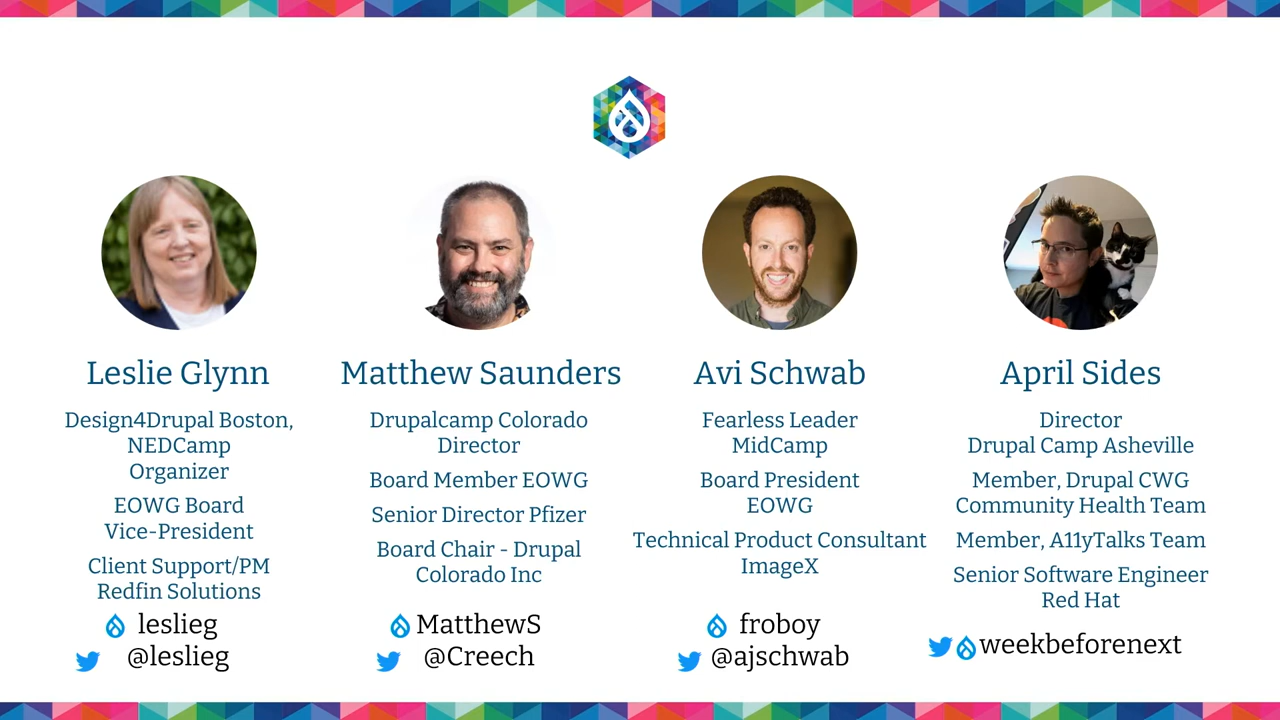 Leslie Glynn
Design4Drupal Boston,
NEDCamp
Organizer
EOWG Board
Vice-President
Client Support/PM
Redfin Solutions
leslieg
@leslieg
Matthew Saunders
Drupalcamp Colorado
Director
Board Member EOWG
Senior Director Pfizer
Board Chair - Drupal
Colorado Inc
MatthewS
@Creech
Avi Schwab
Fearless Leader
MidCamp
Board President
EOWG
Technical Product Consultant
ImageX
froboy
@ajschwab
April Sides
Director
Drupal Camp Asheville
Member, Drupal CWG
Community Health Team
Member, A11yTalks Team
Senior Software Engineer
Red Hat
weekbeforenext